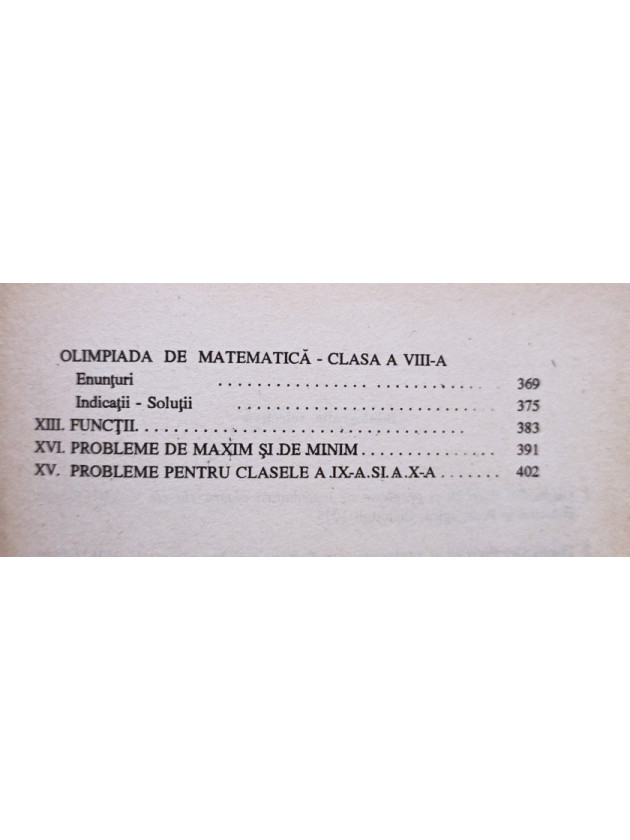 OLIMPIADA DE MATEMATICĂ - CLASA A VIII-A
Enunţuri .......................... 369
Indicaţii - Soluţii .......................... 375
XIII. FUNCŢII. .......................... 383
XVI. PROBLEME DE MAXIM ŞI .DE MINIM .............. 391
XV. PROBLEME PENTRU CLASELE A .IX-A.SI.A.X-A ....... 402